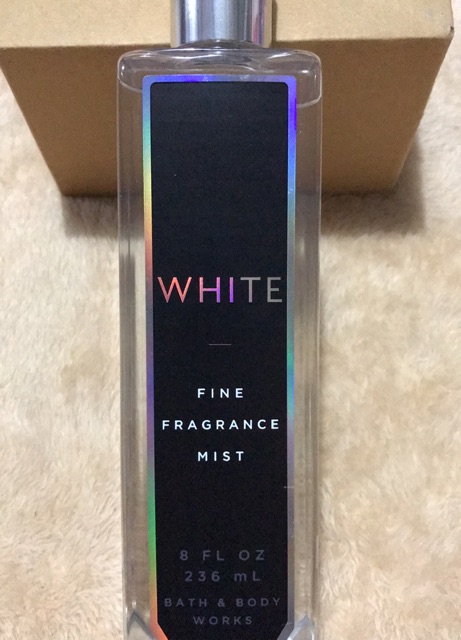 WHITE
FINE
FRAGRANCE
MIST
8 FL OZ
236 mL
BATH & BODY
WORKS